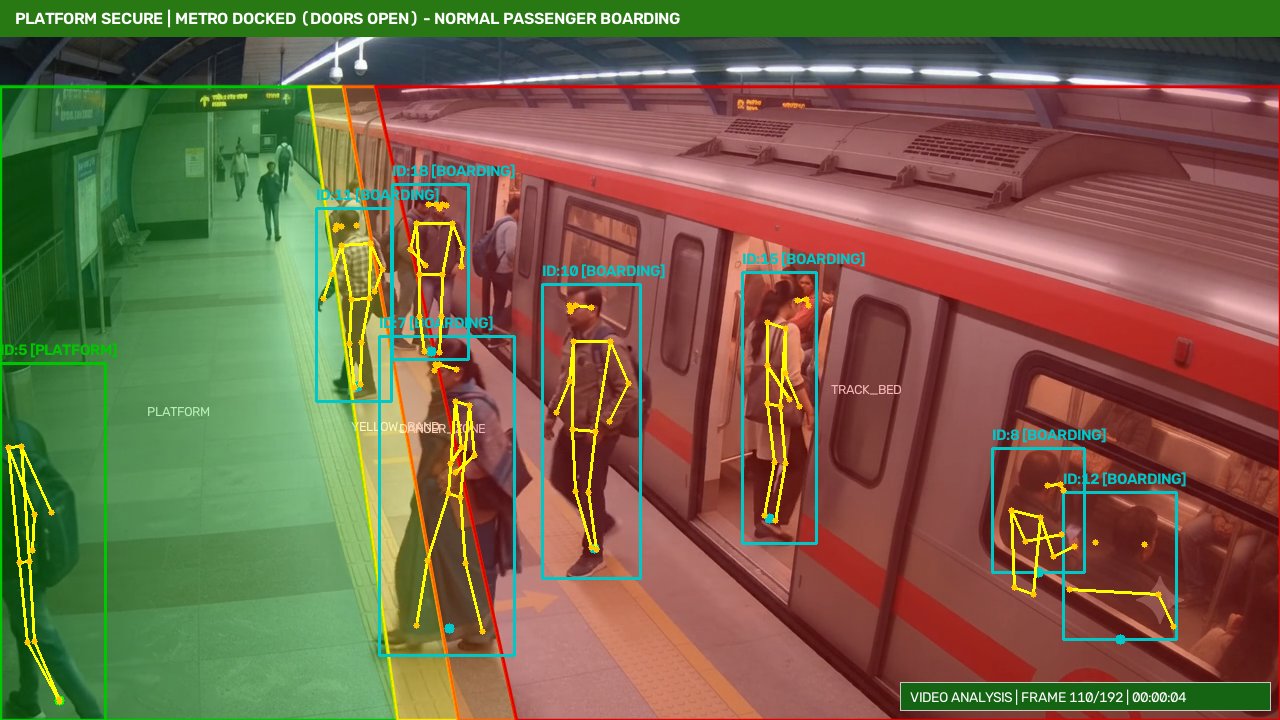 PLATFORM SECURE | METRO DOCKED (DOORS OPEN) - NORMAL PASSENGER BOARDING
ID:18 [BOARDING]
ID:11 [BOARDING]
ID:10 [BOARDING]
ID:15 [BOARDING]
ID:7 [BOARDING]
ID:5 [PLATFORM]
TRACK_BED
PLATFORM
YELLOW_BAND
DANGER_ZONE
ID:8 [BOARDING]
ID:12 [BOARDING]
VIDEO ANALYSIS | FRAME 110/192 | 00:00:04